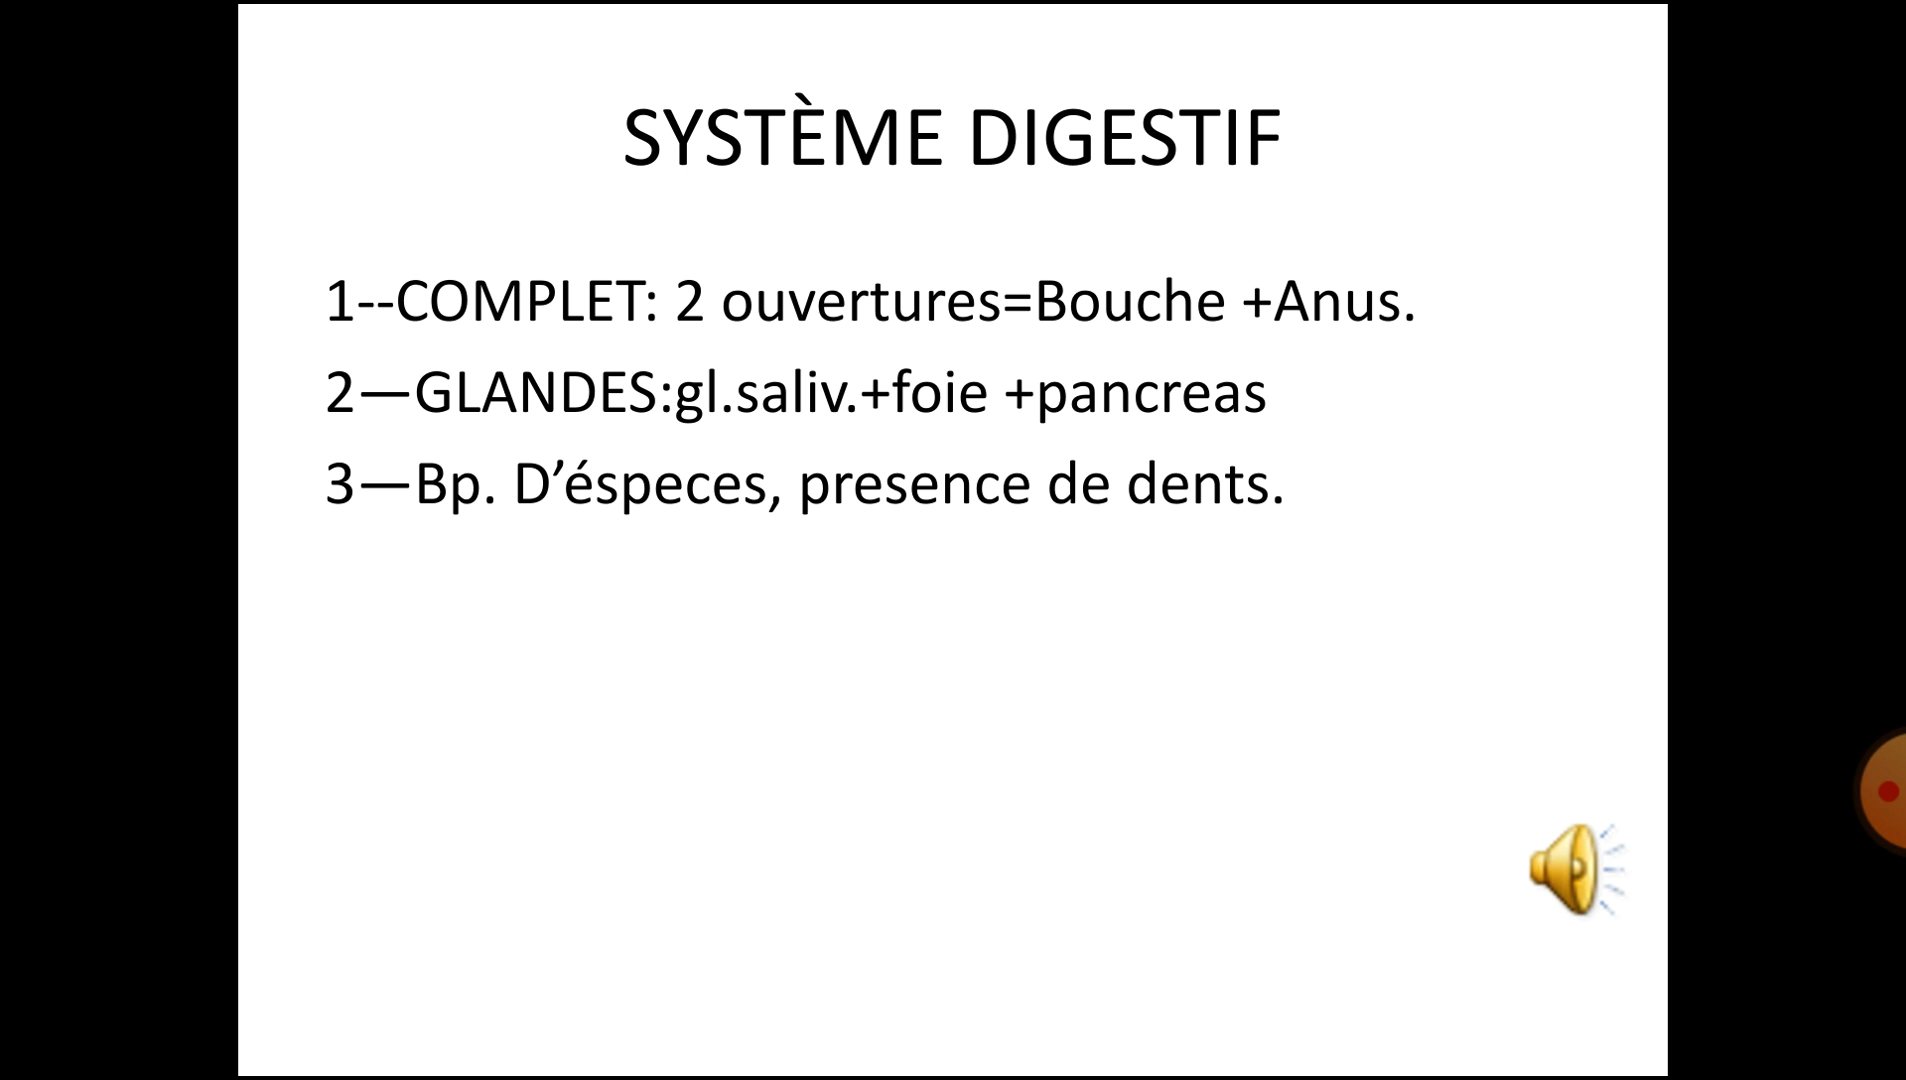 SYSTÈME DIGESTIF
1--COMPLET: 2 ouvertures=Bouche +Anus.
2—GLANDES:gl.saliv.+foie +pancreas
3—Bp. D’éspeces, presence de dents.